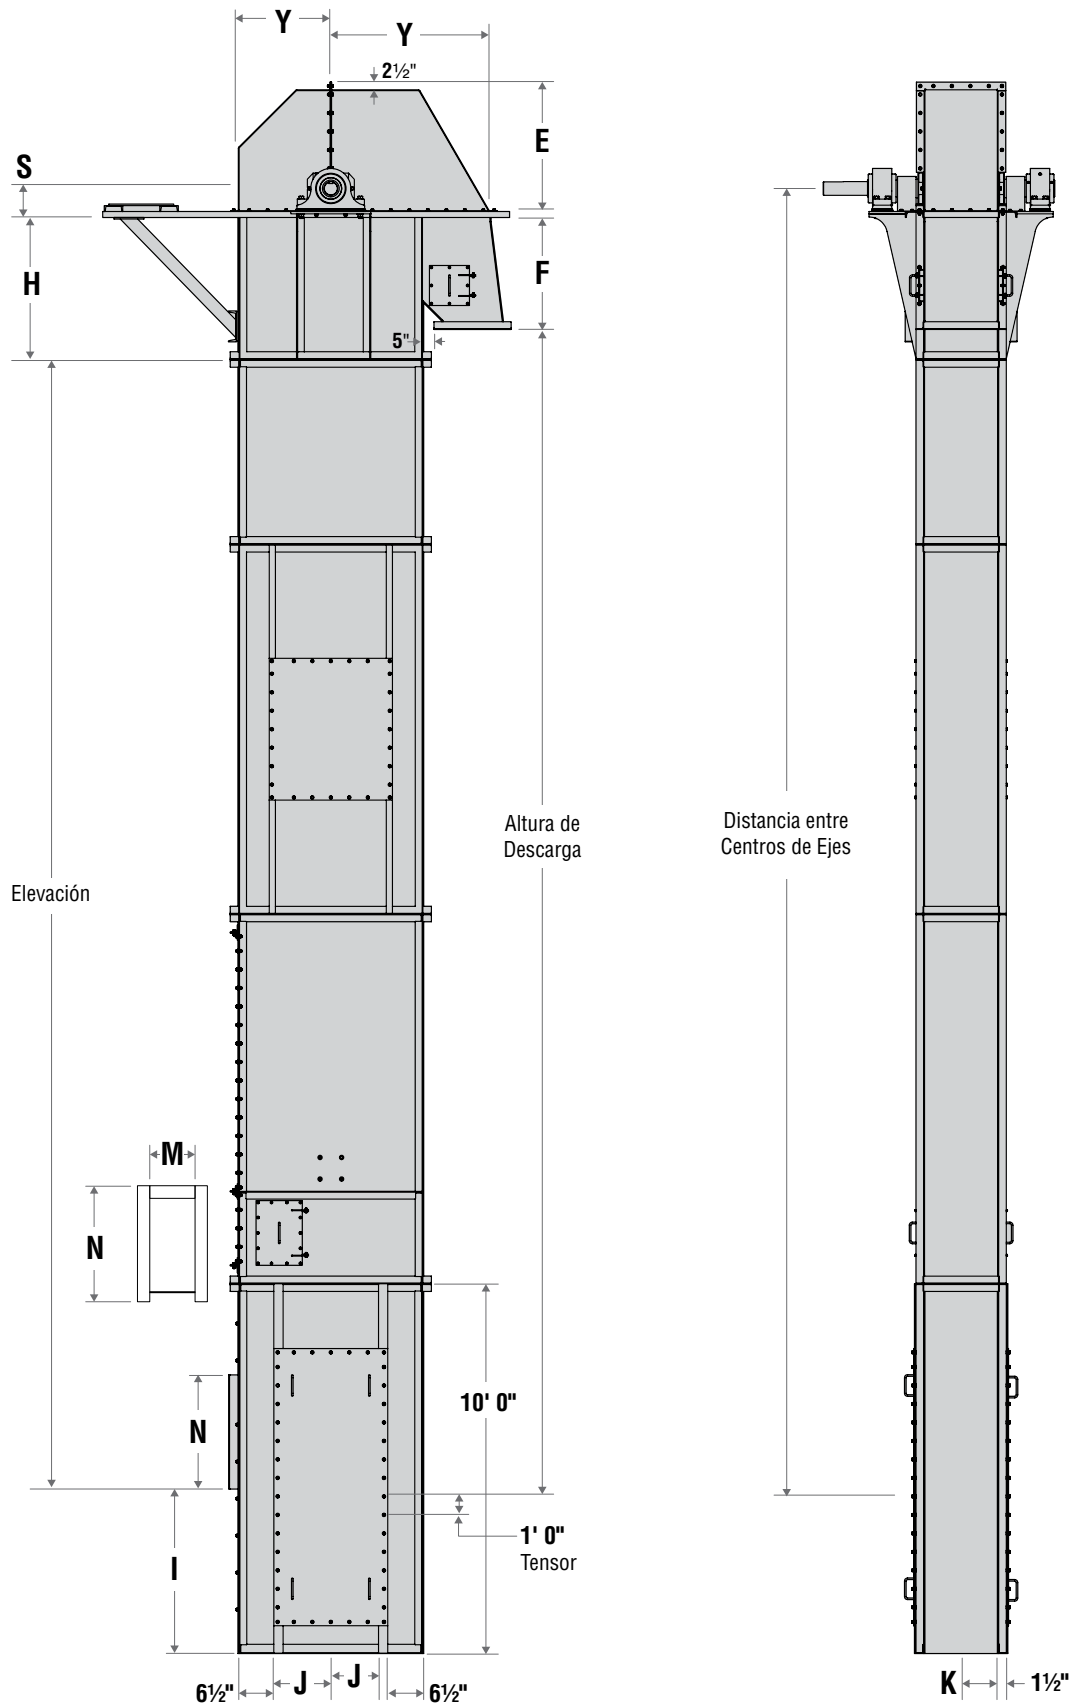 Y
Y
2½"
E
S
H
F
5"
Altura de
Descarga
Distancia entre
Centros de Ejes
Elevación
M
N
10' 0"
N
1' 0"
Tensor
I
J
J
6½"
6½"
K
1½"